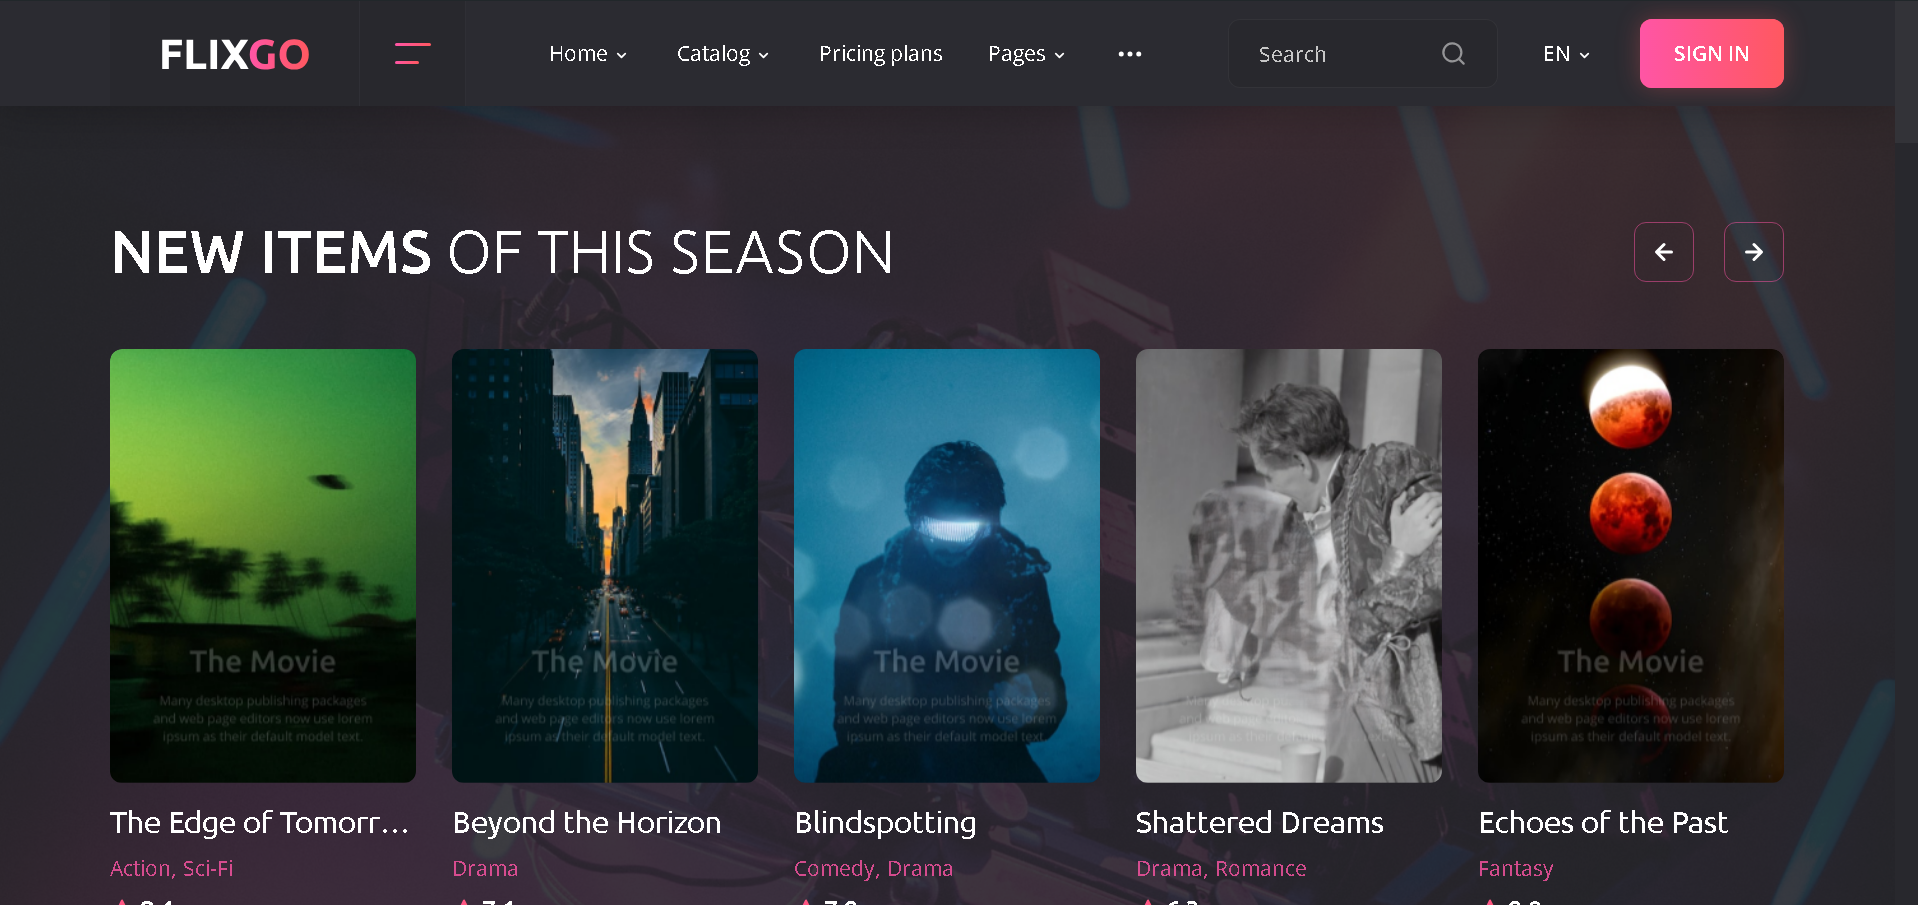 FLIXGO
Home
Catalog
Pricing plans
Pages
Search
EN
SIGN IN
NEW ITEMS OF THIS SEASON
The Movie
Many desktop publishing packages
and web page editors now use lorem
ipsum as their default model text.
The Movie
Many desktop publishing packages
and web page editors now use lorem
ipsum as their default model text.
The Movie
Many desktop publishing packages
and web page editors now use lorem
ipsum as their default model text.
The Movie
Many desktop publishing packages
and web page editors now use lorem
ipsum as their default model text.
The Edge of Tomorr...
Action, Sci-Fi
Beyond the Horizon
Drama
Blindspotting
Comedy, Drama
Shattered Dreams
Drama, Romance
Echoes of the Past
Fantasy